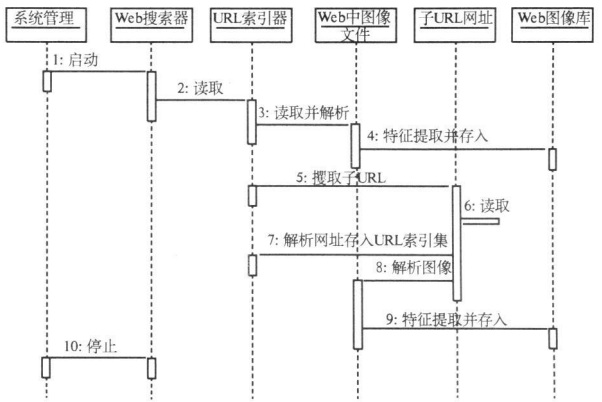 系统管理
Web搜索器
URL索引器
Web中图像
文件
子URL网址
Web图像库
1: 启动
2: 读取
3: 读取并解析
4: 特征提取并存入
5: 攫取子URL
6: 读取
7: 解析网址存入URL索引集
8: 解析图像
9: 特征提取并存入
10: 停止